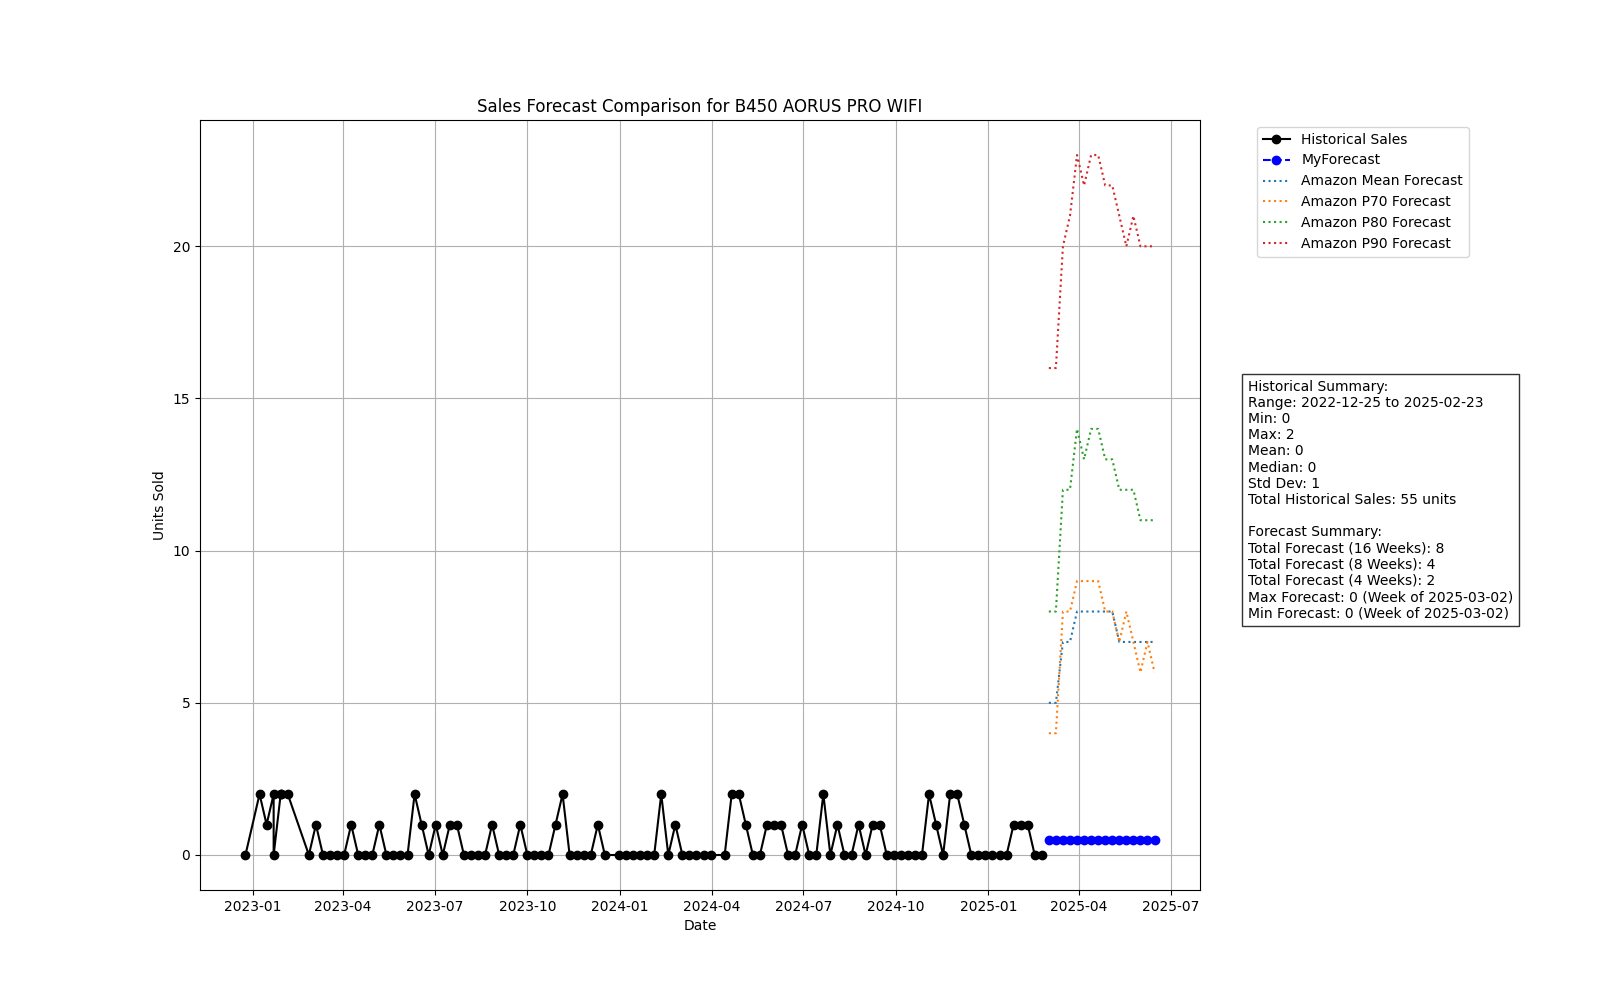 Sales Forecast Comparison for B450 AORUS PRO WIFI
Units Sold
20
15
10
5
0
2023-01 2023-04 2023-07 2023-10 2024-01 2024-04 2024-07 2024-10 2025-01 2025-04 2025-07
Date
Historical Sales
MyForecast
Amazon Mean Forecast
Amazon P70 Forecast
Amazon P80 Forecast
Amazon P90 Forecast
Historical Summary:
Range: 2022-12-25 to 2025-02-23
Min: 0
Max: 2
Mean: 0
Median: 0
Std Dev: 1
Total Historical Sales: 55 units
Forecast Summary:
Total Forecast (16 Weeks): 8
Total Forecast (8 Weeks): 4
Total Forecast (4 Weeks): 2
Max Forecast: 0 (Week of 2025-03-02)
Min Forecast: 0 (Week of 2025-03-02)